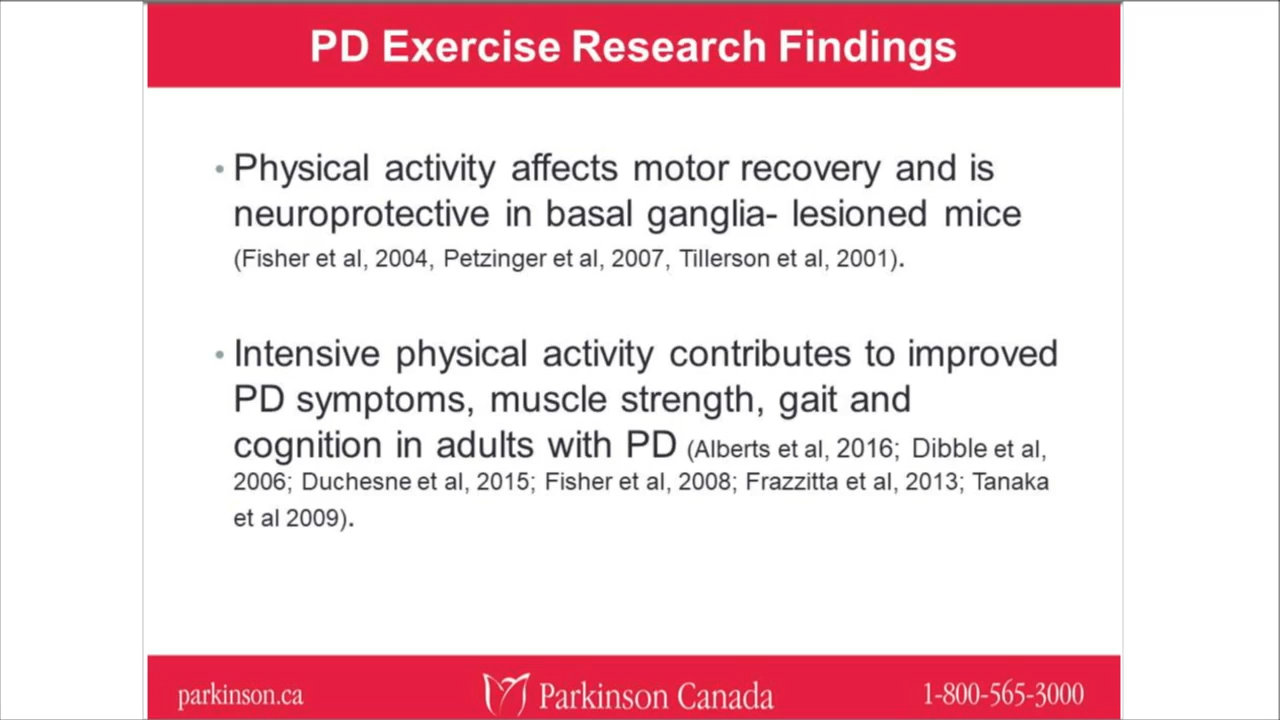 PD Exercise Research Findings
• Physical activity affects motor recovery and is
neuroprotective in basal ganglia- lesioned mice
(Fisher et al, 2004, Petzinger et al, 2007, Tillerson et al, 2001).
• Intensive physical activity contributes to improved
PD symptoms, muscle strength, gait and
cognition in adults with PD (Alberts et al, 2016; Dibble et al,
2006; Duchesne et al, 2015; Fisher et al, 2008; Frazzitta et al, 2013; Tanaka
et al 2009).
parkinson.ca Parkinson Canada 1-800-565-3000